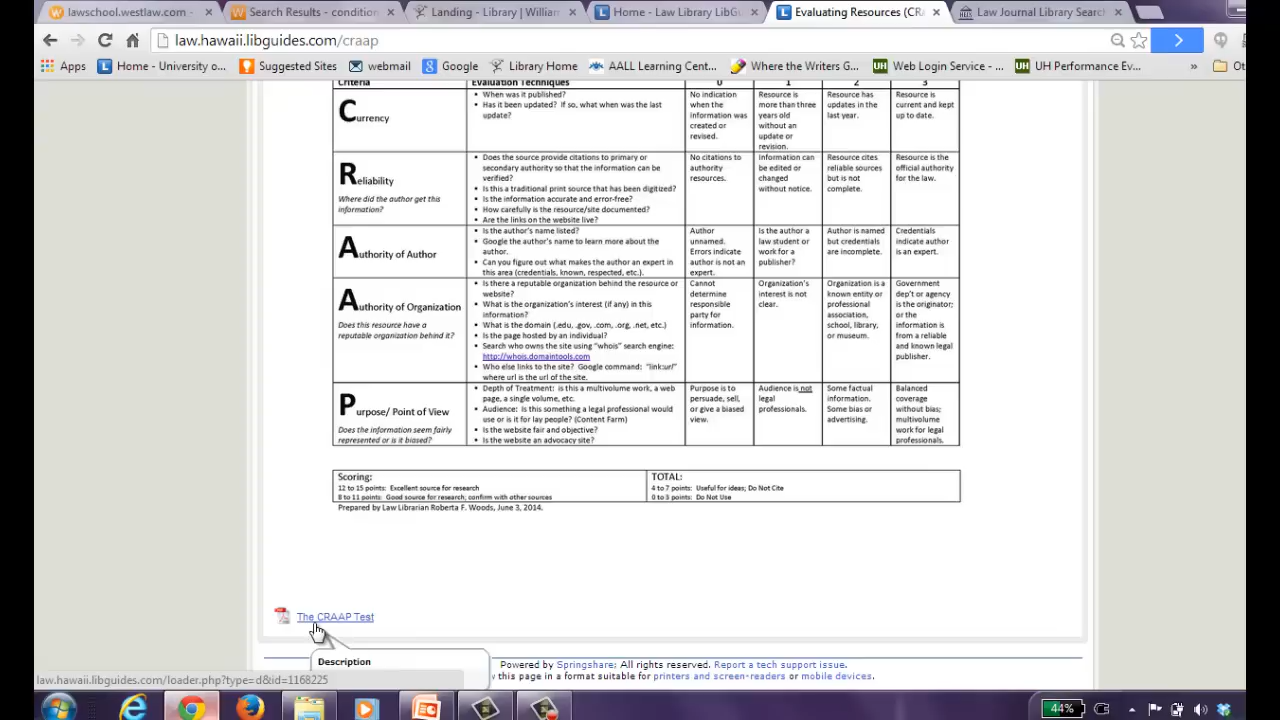 lawschool.westlaw.com - Search Results - condition Landing - Library | William Home - Law Library LibG Evaluating Resources (CR Law Journal Library Search
law.hawaii.libguides.com/craap
Apps Home - University o... Suggested Sites webmail Google Library Home AALL Learning Cent... Where the Writers G... Web Login Service - ... UH Performance Ev... » Ot
Criteria Evaluation Techniques 0 1 2 3
Currency
• When was it published?
• Has it been updated? If so, what when was the last
update?
No indication
when the
information was
created or
revised.
Resource is
more than three
years old
without an
update or
revision.
Resource has
updates in the
last year.
Resource is
current and kept
up to date.
Reliability
Where did the author get this
information?
• Does the source provide citations to primary or
secondary authority so that the information can be
verified?
• Is this a traditional print source that has been digitized?
• Is the information accurate and error-free?
• How carefully is the resource/site documented?
• Are the links on the website live?
No citations to
authority
resources.
Information can
be edited or
changed
without notice.
Resource cites
reliable sources
but is not
complete.
Resource is the
official authority
for the law.
Authority of Author
• Is the author's name listed?
• Google the author's name to learn more about the
author.
• Can you figure out what makes the author an expert in
this area (credentials, known, respected, etc.).
Author
unnamed.
Errors indicate
author is not an
expert.
Is the author a
law student or
work for a
publisher?
Author is named
but credentials
are incomplete.
Credentials
indicate author
is an expert.
Authority of Organization
Does this resource have a
reputable organization behind it?
• Is there a reputable organization behind the resource or
website?
• What is the organization's interest (if any) in this
information?
• What is the domain (.edu, .gov, .com, .org, .net, etc.)
• Is the page hosted by an individual?
• Search who owns the site using "whois" search engine:
http://whois.domaintools.com
• Who else links to the site? Google command: "link:url"
where url is the url of the site.
Cannot
determine
responsible
party for
information.
Organization's
interest is not
clear.
Organization is a
known entity or
professional
association,
school, library,
or museum.
Government
dep't or agency
is the originator;
or the
information is
from a reliable
and known legal
publisher.
Purpose/ Point of View
Does the information seem fairly
represented or is it biased?
• Depth of Treatment: is this a multivolume work, a web
page, a single volume, etc.
• Audience: Is this something a legal professional would
use or is it for lay people? (Content Farm)
• Is the website fair and objective?
• Is the website an advocacy site?
Purpose is to
persuade, sell,
or give a biased
view.
Audience is not
legal
professionals.
Some factual
information.
Some bias or
advertising.
Balanced
coverage
without bias;
multivolume
work for legal
professionals.
Scoring:
12 to 15 points: Excellent source for research
8 to 11 points: Good source for research; confirm with other sources
TOTAL:
4 to 7 points: Useful for ideas; Do Not Cite
0 to 3 points: Do Not Use
Prepared by Law Librarian Roberta F. Woods, June 3, 2014.
The CRAAP Test
Description
Powered by Springshare; All rights reserved. Report a tech support issue.
this page in a format suitable for printers and screen-readers or mobile devices.
law.hawaii.libguides.com/loader.php?type=d&id=1168225
44%